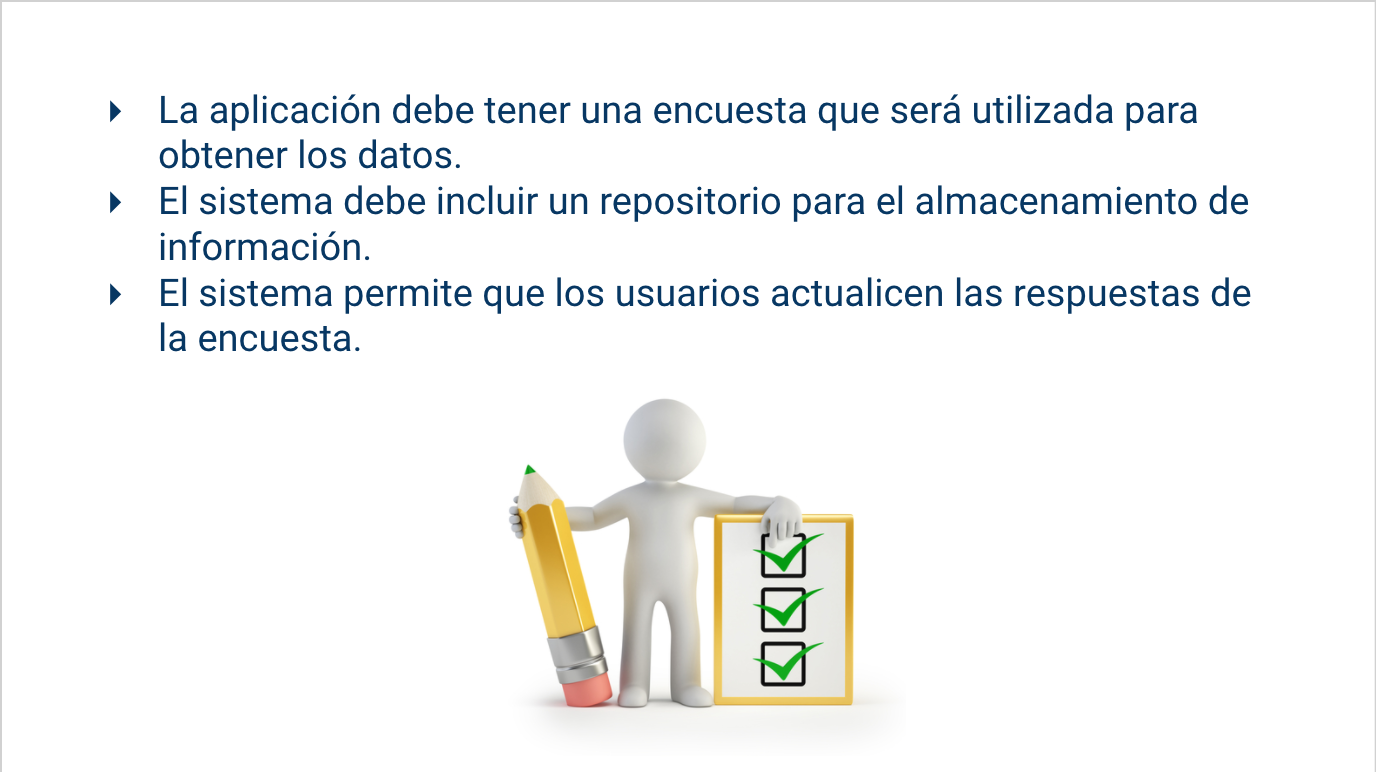 La aplicación debe tener una encuesta que será utilizada para
obtener los datos.
El sistema debe incluir un repositorio para el almacenamiento de
información.
El sistema permite que los usuarios actualicen las respuestas de
la encuesta.